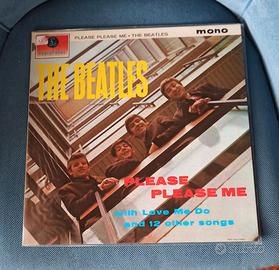 PLEASE PLEASE ME • THE BEATLES
mono
PARLOPHONE
THE BEATLES
PLEASE
PLEASE ME
with Love Me Do
and 12 other songs